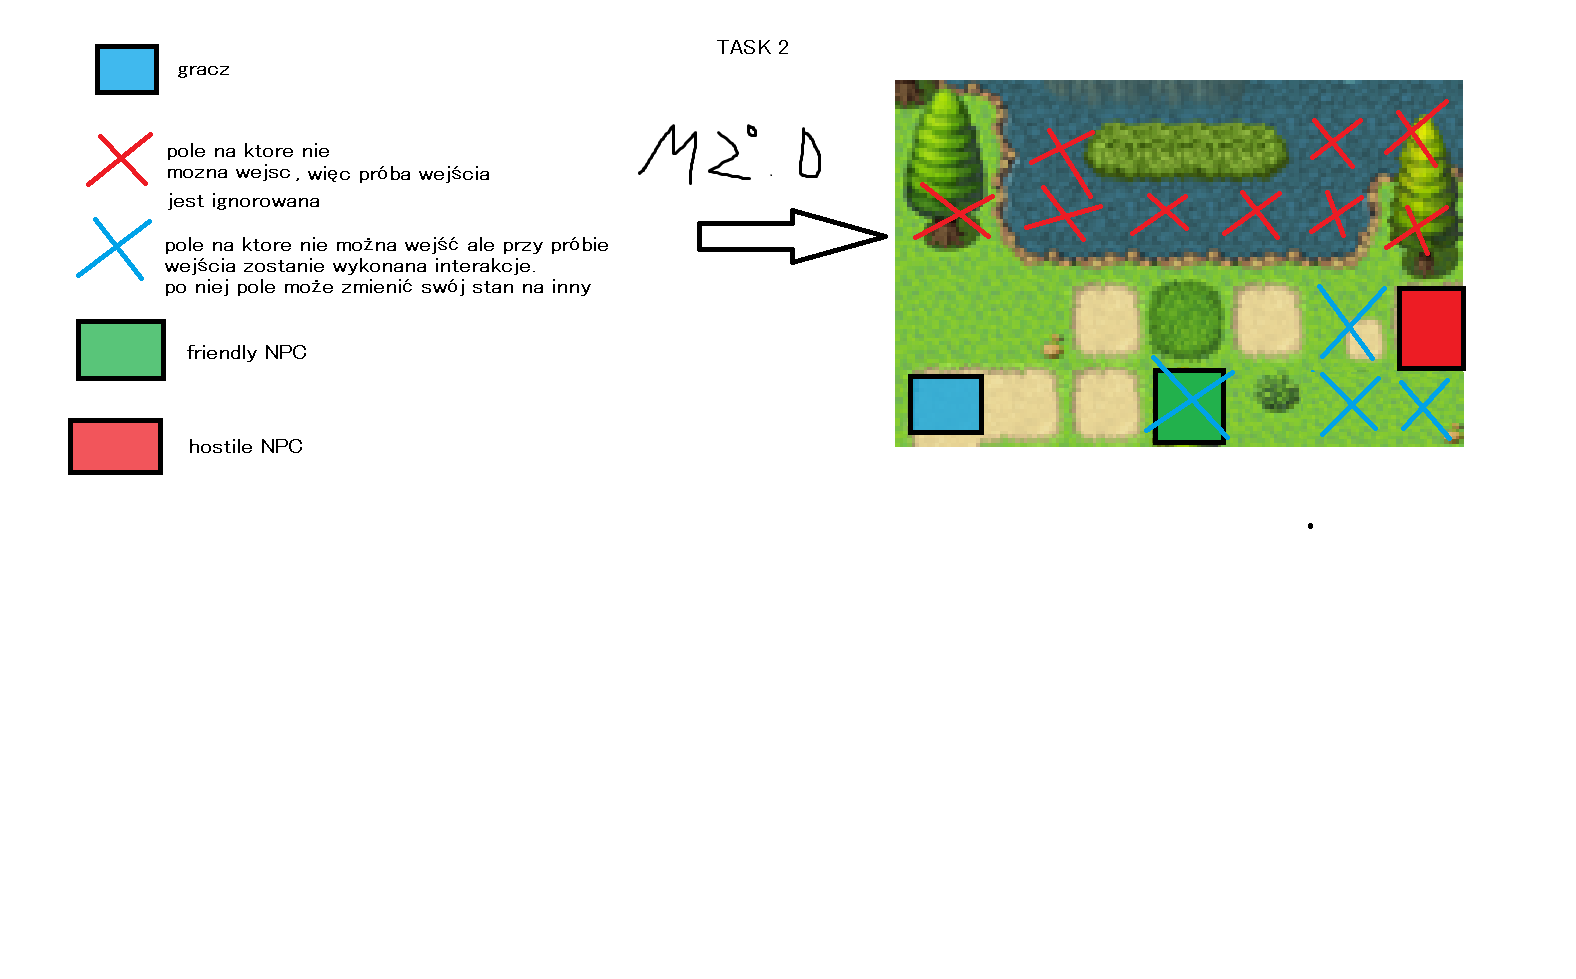 TASK 2
gracz
pole na ktore nie
mozna wejsc, więc próba wejścia
jest ignorowana
pole na ktore nie można wejść ale przy próbie
wejścia zostanie wykonana interakcje.
po niej pole może zmienić swój stan na inny
friendly NPC
hostile NPC